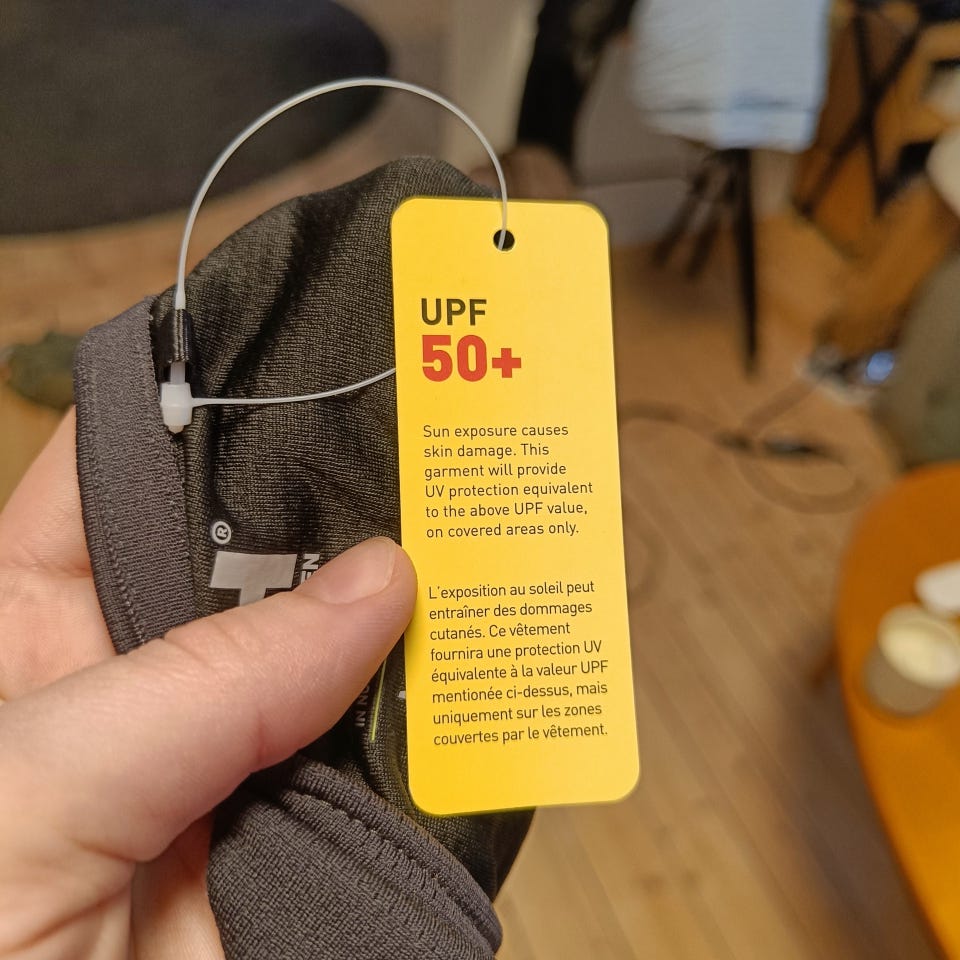 UPF
50+
Sun exposure causes
skin damage. This
garment will provide
UV protection equivalent
to the above UPF value,
on covered areas only.
L'exposition au soleil peut
entraîner des dommages
cutanés. Ce vêtement
fournira une protection UV
équivalente à la valeur UPF
mentionée ci-dessus, mais
uniquement sur les zones
couvertes par le vêtement.
®